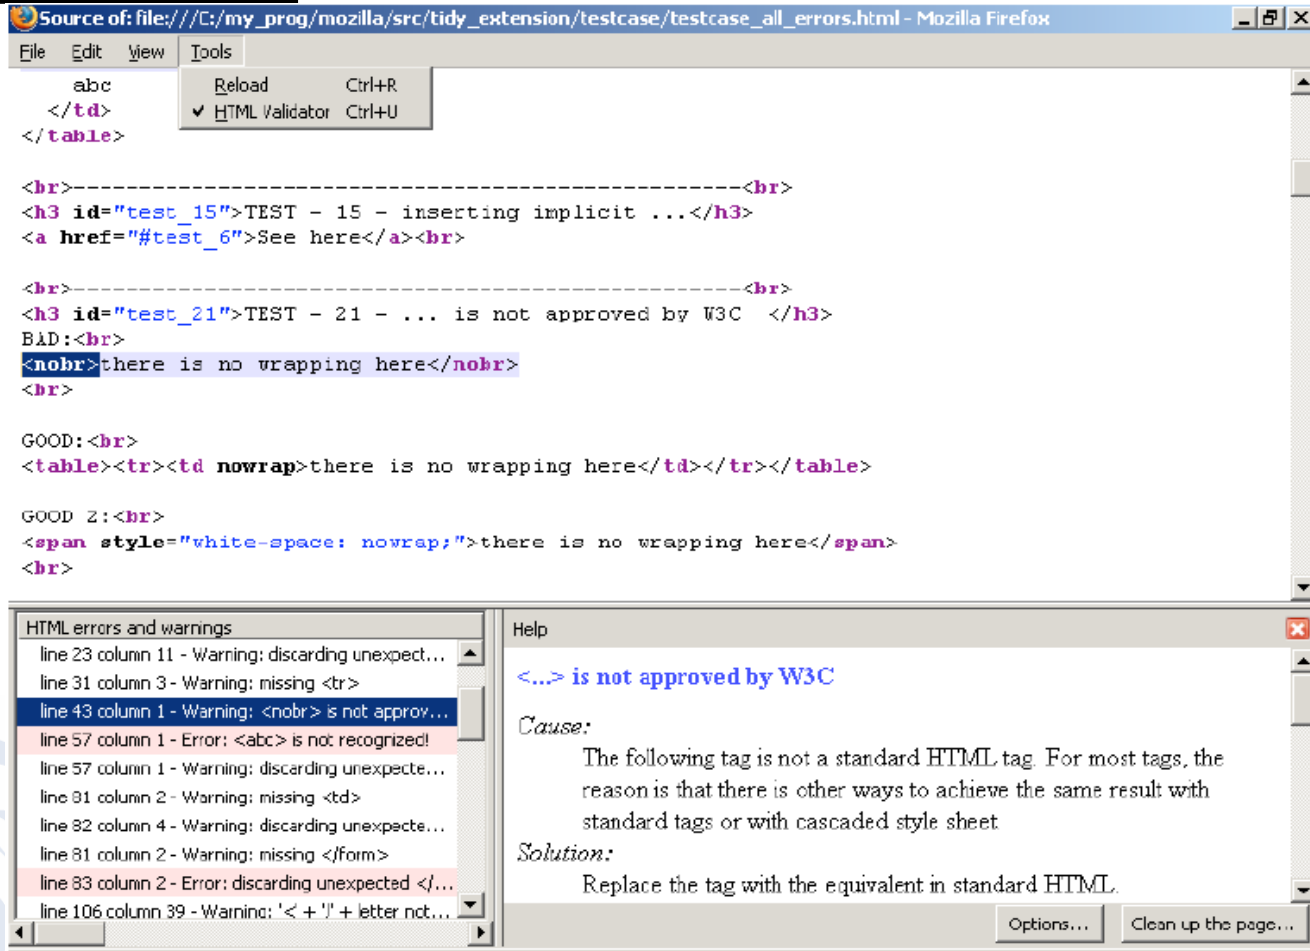 Source of: file:///C:/my_prog/mozilla/src/tidy_extension/testcase/testcase_all_errors.html - Mozilla Firefox
File Edit View Tools
Reload Ctrl+R
✔ HTML Validator Ctrl+U
abc
</td>
</table>
<br>---------------------------------------------------<br>
<h3 id="test_15">TEST - 15 - inserting implicit ...</h3>
<a href="#test_6">See here</a><br>
<br>---------------------------------------------------<br>
<h3 id="test_21">TEST - 21 - ... is not approved by W3C  </h3>
BAD:<br>
<nobr>there is no wrapping here</nobr>
<br>
GOOD:<br>
<table><tr><td nowrap>there is no wrapping here</td></tr></table>
GOOD 2:<br>
<span style="white-space: nowrap;">there is no wrapping here</span>
<br>
HTML errors and warnings
line 23 column 11 - Warning: discarding unexpect...
line 31 column 3 - Warning: missing <tr>
line 43 column 1 - Warning: <nobr> is not approv...
line 57 column 1 - Error: <abc> is not recognized!
line 57 column 1 - Warning: discarding unexpecte...
line 81 column 2 - Warning: missing <td>
line 82 column 4 - Warning: discarding unexpecte...
line 81 column 2 - Warning: missing </form>
line 83 column 2 - Error: discarding unexpected </...
line 106 column 39 - Warning: '<' + '/' + letter not...
Help
<...> is not approved by W3C
Cause:
The following tag is not a standard HTML tag. For most tags, the
reason is that there is other ways to achieve the same result with
standard tags or with cascaded style sheet
Solution:
Replace the tag with the equivalent in standard HTML.
Options... Clean up the page...